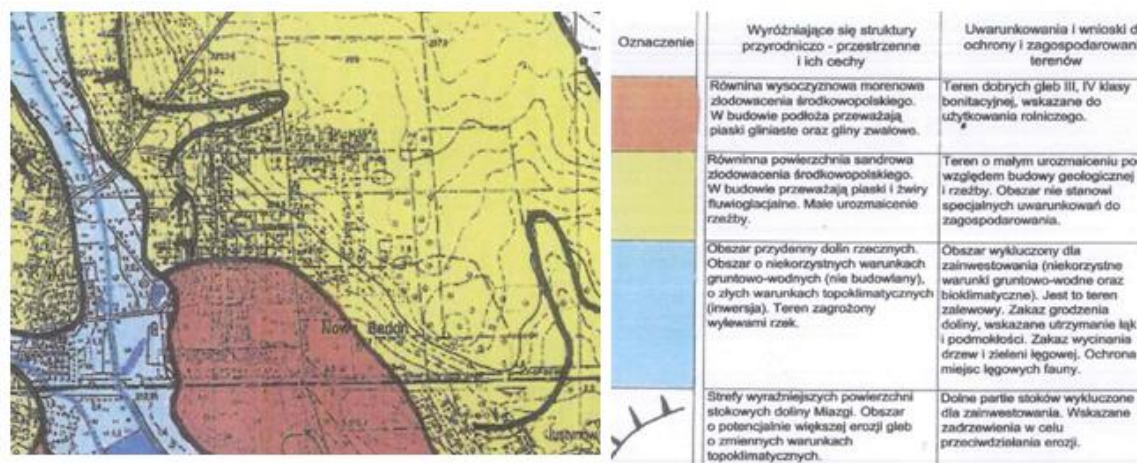 Nowy Bedoń
Justynów
Oznaczenie
Wyróżniające się struktury
przyrodniczo - przestrzenne
i ich cechy
Uwarunkowania i wnioski d
ochrony i zagospodarowan
terenów
Równina wysoczyznowa morenowa
zlodowacenia środkowopolskiego.
W budowie podłoża przeważają
piaski gliniaste oraz gliny zwałowe.
Teren dobrych gleb III, IV klasy
bonitacyjnej, wskazane do
użytkowania rolniczego.
Równinna powierzchnia sandrowa
zlodowacenia środkowopolskiego.
W budowie przeważają piaski i żwiry
fluwioglacjalne. Małe urozmaicenie
rzeźby.
Teren o małym urozmaiceniu po
względem budowy geologicznej
i rzeźby. Obszar nie stanowi
specjalnych uwarunkowań do
zagospodarowania.
Obszar przydenny dolin rzecznych.
Obszar o niekorzystnych warunkach
gruntowo-wodnych (nie budowlany),
o złych warunkach topoklimatycznych
(inwersja). Teren zagrożony
wylewami rzek.
Obszar wykluczony dla
zainwestowania (niekorzystne
warunki gruntowo-wodne oraz
bioklimatyczne). Jest to teren
zalewowy. Zakaz grodzenia
doliny, wskazane utrzymanie łąk
i podmokłości. Zakaz wycinania
drzew i zieleni łęgowej. Ochrona
miejsc lęgowych fauny.
Strefy wyraźniejszych powierzchni
stokowych doliny Miazgi. Obszar
o potencjalnie większej erozji gleb
o zmiennych warunkach
topoklimatycznych.
Dolne partie stoków wykluczone
dla zainwestowania. Wskazane
zadrzewienia w celu
przeciwdziałania erozji.